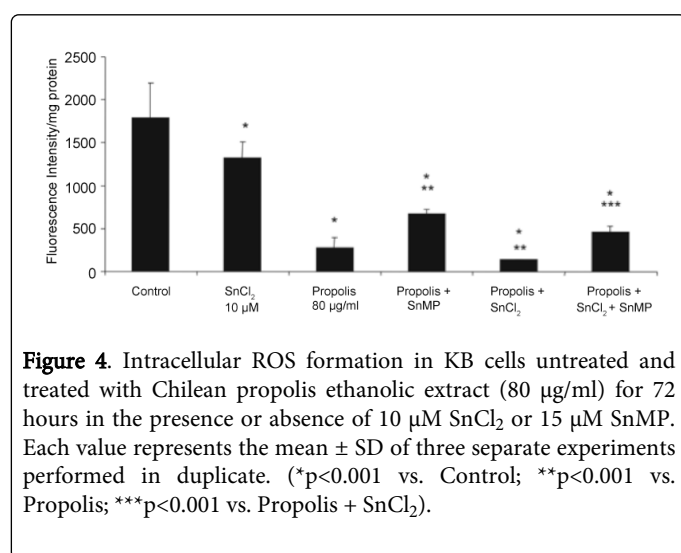 2500
2000
1500
1000
500
0
Fluorescence Intensity/mg protein
*
*
*
**
*
**
*
***
Control
SnCl₂
10 µM
Propolis
80 µg/ml
Propolis +
SnMP
Propolis +
SnCl₂
Propolis +
SnCl₂ + SnMP
Figure 4. Intracellular ROS formation in KB cells untreated and
treated with Chilean propolis ethanolic extract (80 µg/ml) for 72
hours in the presence or absence of 10 µM SnCl₂ or 15 µM SnMP.
Each value represents the mean ± SD of three separate experiments
performed in duplicate. (*p<0.001 vs. Control; **p<0.001 vs.
Propolis; ***p<0.001 vs. Propolis + SnCl₂).